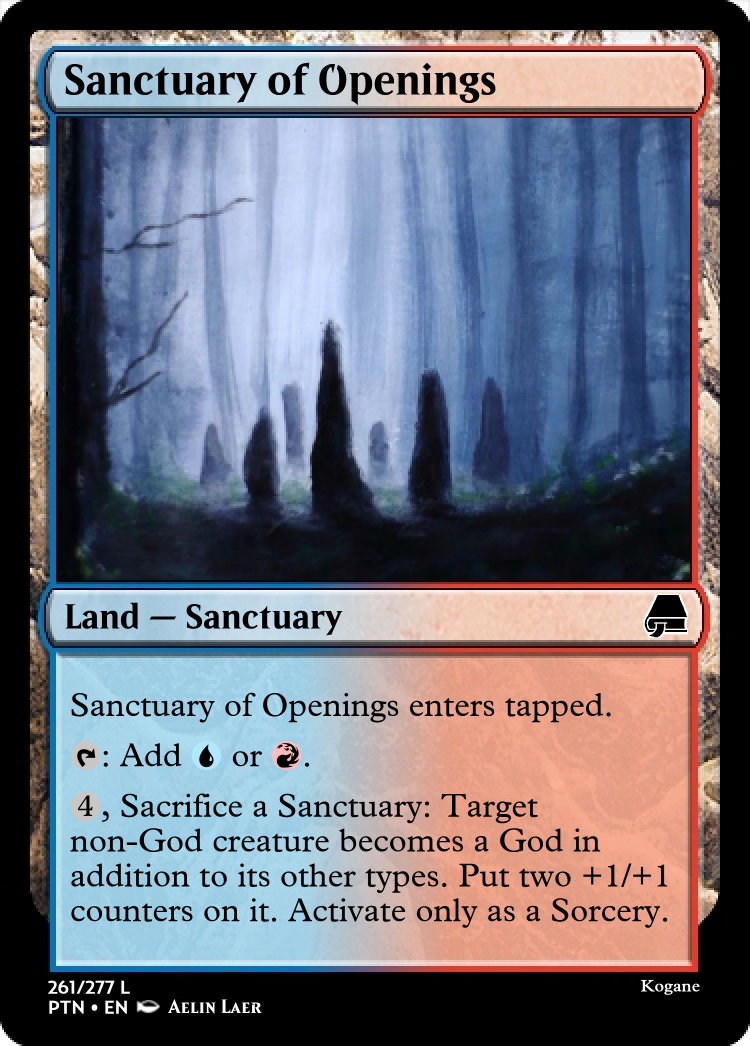 Sanctuary of Openings
Land — Sanctuary
Sanctuary of Openings enters tapped.
: Add or .
4, Sacrifice a Sanctuary: Target
non-God creature becomes a God in
addition to its other types. Put two +1/+1
counters on it. Activate only as a Sorcery.
261/277 L
Kogane
PTN • EN Aelin Laer